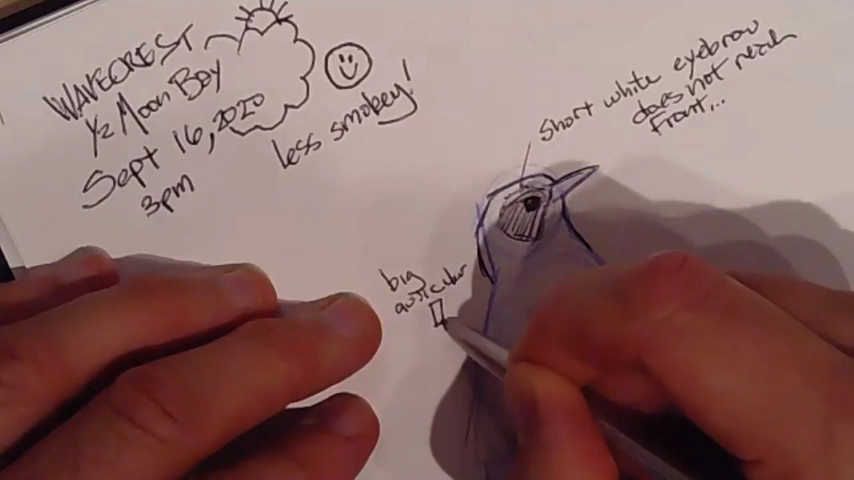 WAVECREST
1/2 Moon Bay
Sept 16, 2020
3pm
less smokey!
short white eyebrow
does not reach
front...
big
auricular